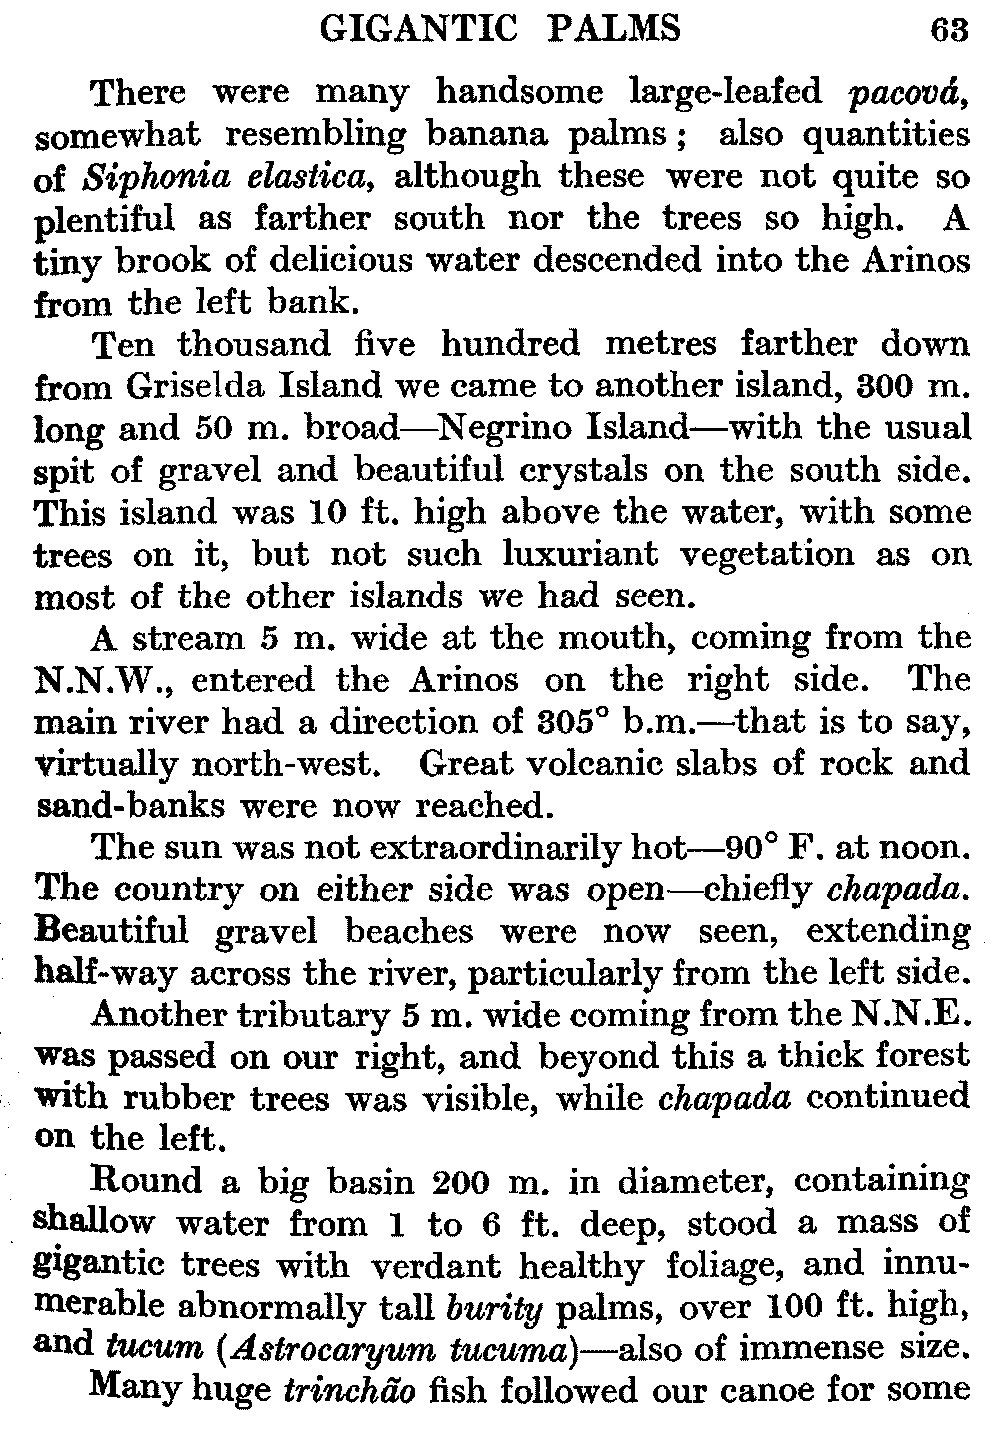 GIGANTIC PALMS 63
There were many handsome large-leafed pacová,
somewhat resembling banana palms ; also quantities
of Siphonia elastica, although these were not quite so
plentiful as farther south nor the trees so high. A
tiny brook of delicious water descended into the Arinos
from the left bank.
Ten thousand five hundred metres farther down
from Griselda Island we came to another island, 300 m.
long and 50 m. broad—Negrino Island—with the usual
spit of gravel and beautiful crystals on the south side.
This island was 10 ft. high above the water, with some
trees on it, but not such luxuriant vegetation as on
most of the other islands we had seen.
A stream 5 m. wide at the mouth, coming from the
N.N.W., entered the Arinos on the right side. The
main river had a direction of 305° b.m.—that is to say,
virtually north-west. Great volcanic slabs of rock and
sand-banks were now reached.
The sun was not extraordinarily hot—90° F. at noon.
The country on either side was open—chiefly chapada.
Beautiful gravel beaches were now seen, extending
half-way across the river, particularly from the left side.
Another tributary 5 m. wide coming from the N.N.E.
was passed on our right, and beyond this a thick forest
with rubber trees was visible, while chapada continued
on the left.
Round a big basin 200 m. in diameter, containing
shallow water from 1 to 6 ft. deep, stood a mass of
gigantic trees with verdant healthy foliage, and innu-
merable abnormally tall burity palms, over 100 ft. high,
and tucum (Astrocaryum tucuma)—also of immense size.
Many huge trinchão fish followed our canoe for some